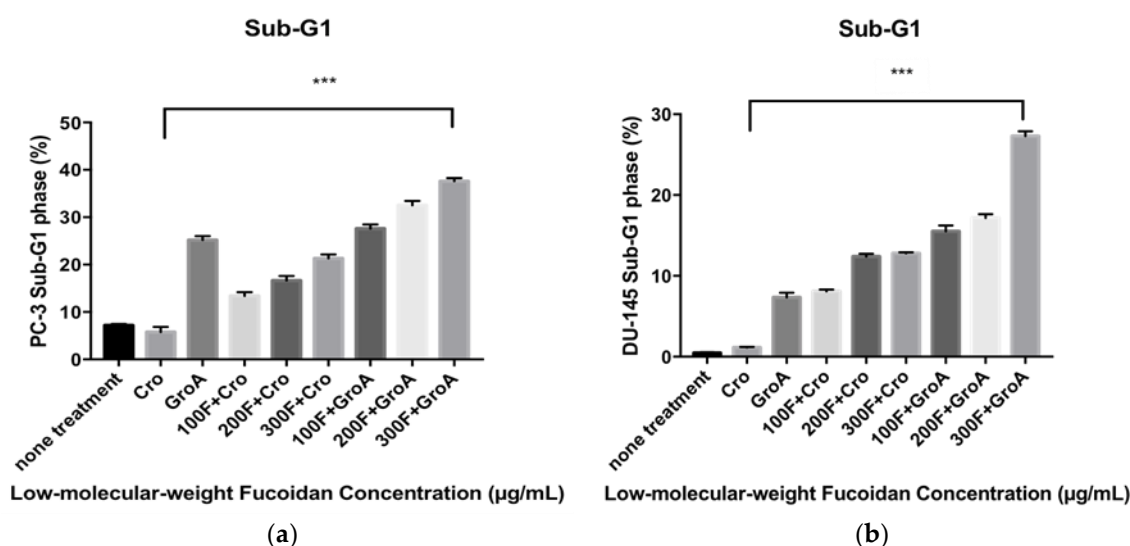 Sub-G1
***
PC-3 Sub-G1 phase (%)
50
40
30
20
10
0
none treatment
Cro
GroA
100F+Cro
200F+Cro
300F+Cro
100F+GroA
200F+GroA
300F+GroA
Low-molecular-weight Fucoidan Concentration (µg/mL)
(a)
Sub-G1
***
DU-145 Sub-G1 phase (%)
30
20
10
0
none treatment
Cro
GroA
100F+Cro
200F+Cro
300F+Cro
100F+GroA
200F+GroA
300F+GroA
Low-molecular-weight Fucoidan Concentration (µg/mL)
(b)